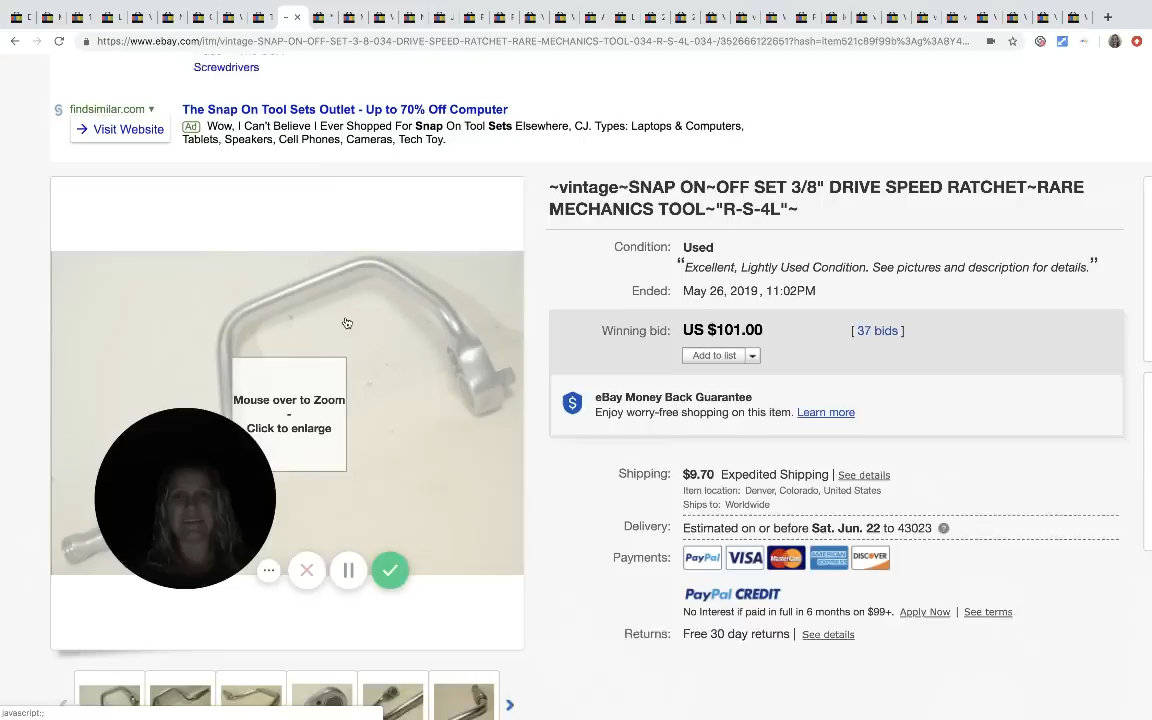 https://www.ebay.com/itm/vintage-SNAP-ON-OFF-SET-3-8-034-DRIVE-SPEED-RATCHET-RARE-MECHANICS-TOOL-034-R-S-4L-034-/352666122651?hash=item521c89f99b%3Ag%3A8Y4...
Screwdrivers
findsimilar.com
Visit Website
The Snap On Tool Sets Outlet - Up to 70% Off Computer
Ad Wow, I Can't Believe I Ever Shopped For Snap On Tool Sets Elsewhere, CJ. Types: Laptops & Computers,
Tablets, Speakers, Cell Phones, Cameras, Tech Toy.
~vintage~SNAP ON~OFF SET 3/8" DRIVE SPEED RATCHET~RARE
MECHANICS TOOL~"R-S-4L"~
Condition: Used
"Excellent, Lightly Used Condition. See pictures and description for details."
Ended: May 26, 2019 , 11:02PM
Winning bid: US $101.00 [ 37 bids ]
Add to list
eBay Money Back Guarantee
Enjoy worry-free shopping on this item. Learn more
Mouse over to Zoom
-
Click to enlarge
Shipping: $9.70 Expedited Shipping | See details
Item location: Denver, Colorado, United States
Ships to: Worldwide
Delivery: Estimated on or before Sat. Jun. 22 to 43023
Payments: PayPal VISA MasterCard AMERICAN EXPRESS DISCOVER
PayPal CREDIT
No Interest if paid in full in 6 months on $99+. Apply Now | See terms
Returns: Free 30 day returns | See details
javascript:;